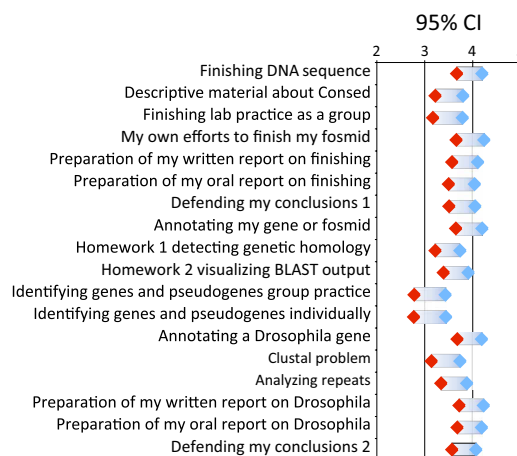 95% CI
2 3 4
Finishing DNA sequence
Descriptive material about Consed
Finishing lab practice as a group
My own efforts to finish my fosmid
Preparation of my written report on finishing
Preparation of my oral report on finishing
Defending my conclusions 1
Annotating my gene or fosmid
Homework 1 detecting genetic homology
Homework 2 visualizing BLAST output
Identifying genes and pseudogenes group practice
Identifying genes and pseudogenes individually
Annotating a Drosophila gene
Clustal problem
Analyzing repeats
Preparation of my written report on Drosophila
Preparation of my oral report on Drosophila
Defending my conclusions 2